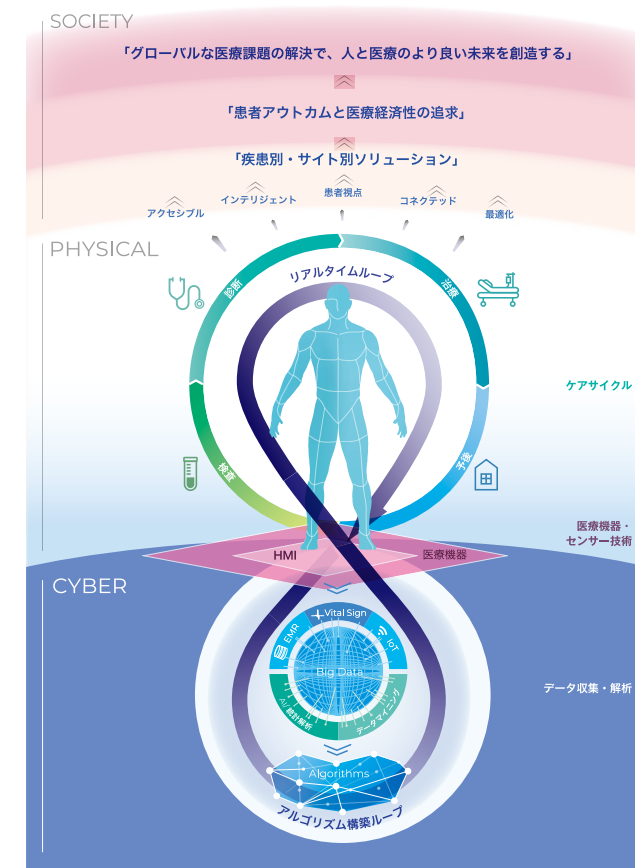 SOCIETY
「グローバルな医療課題の解決で、人と医療のより良い未来を創造する」
「患者アウトカムと医療経済性の追求」
「疾患別・サイト別ソリューション」
アクセシブル
インテリジェント
患者視点
コネクテッド
最適化
PHYSICAL
リアルタイムループ
診断
治療
ケアサイクル
検査
予後
医療機器・
センサー技術
HMI
医療機器
CYBER
Vital Sign
EMR
IoT
Big Data
AI/統計解析
データマイニング
データ収集・解析
Algorithms
アルゴリズム構築ループ